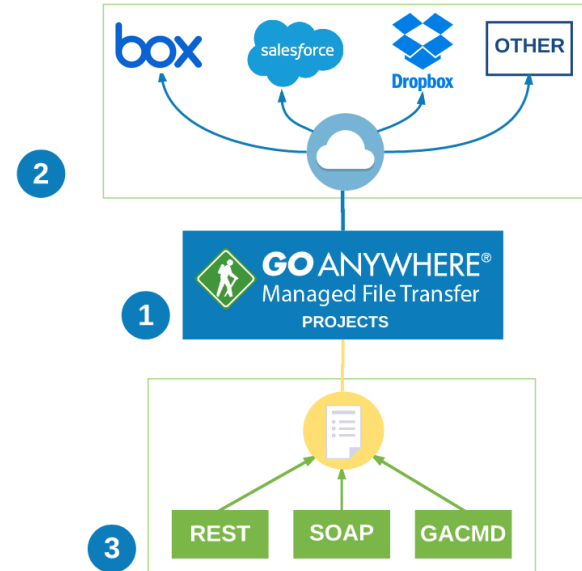 box
salesforce
Dropbox
OTHER
2
GO ANYWHERE®
Managed File Transfer
PROJECTS
1
REST
SOAP
GACMD
3